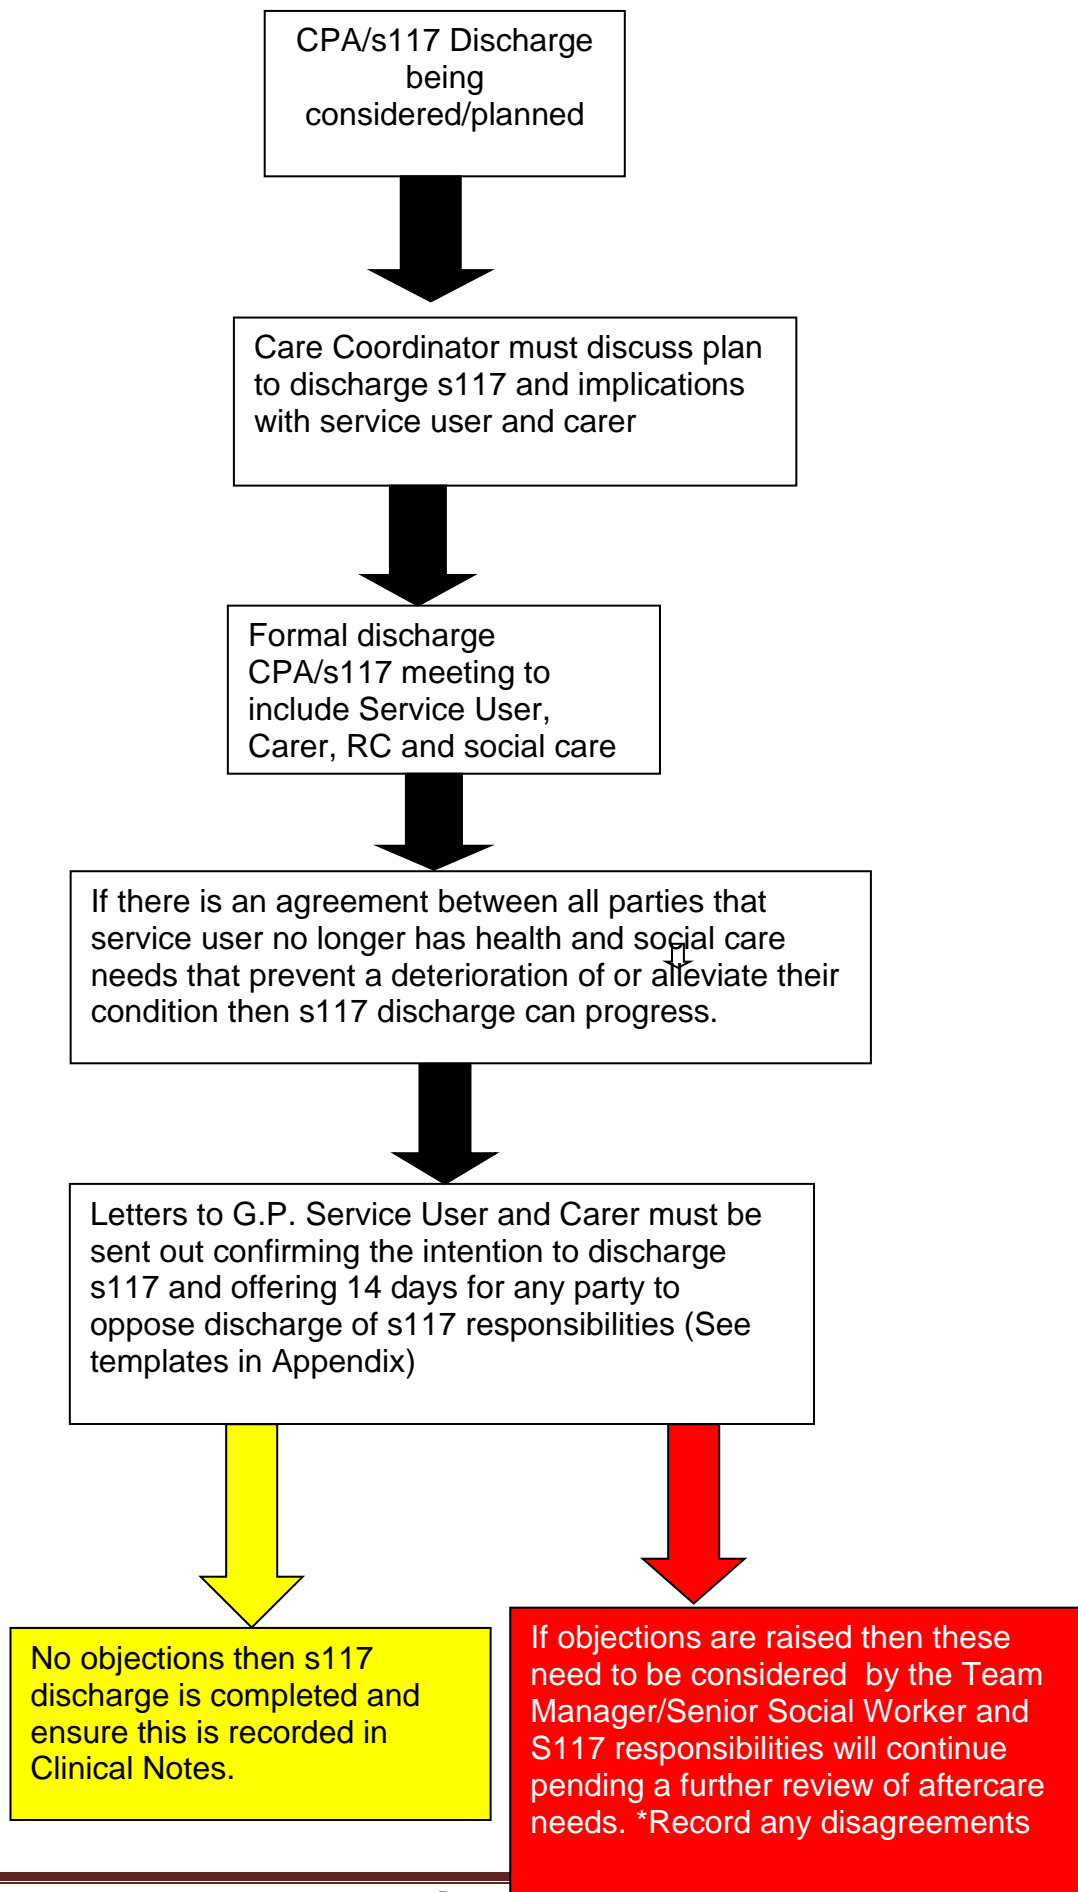 CPA/s117 Discharge
being
considered/planned
Care Coordinator must discuss plan
to discharge s117 and implications
with service user and carer
Formal discharge
CPA/s117 meeting to
include Service User,
Carer, RC and social care
If there is an agreement between all parties that
service user no longer has health and social care
needs that prevent a deterioration of or alleviate their
condition then s117 discharge can progress.
Letters to G.P. Service User and Carer must be
sent out confirming the intention to discharge
s117 and offering 14 days for any party to
oppose discharge of s117 responsibilities (See
templates in Appendix)
No objections then s117
discharge is completed and
ensure this is recorded in
Clinical Notes.
If objections are raised then these
need to be considered  by the Team
Manager/Senior Social Worker and
S117 responsibilities will continue
pending a further review of aftercare
needs. *Record any disagreements